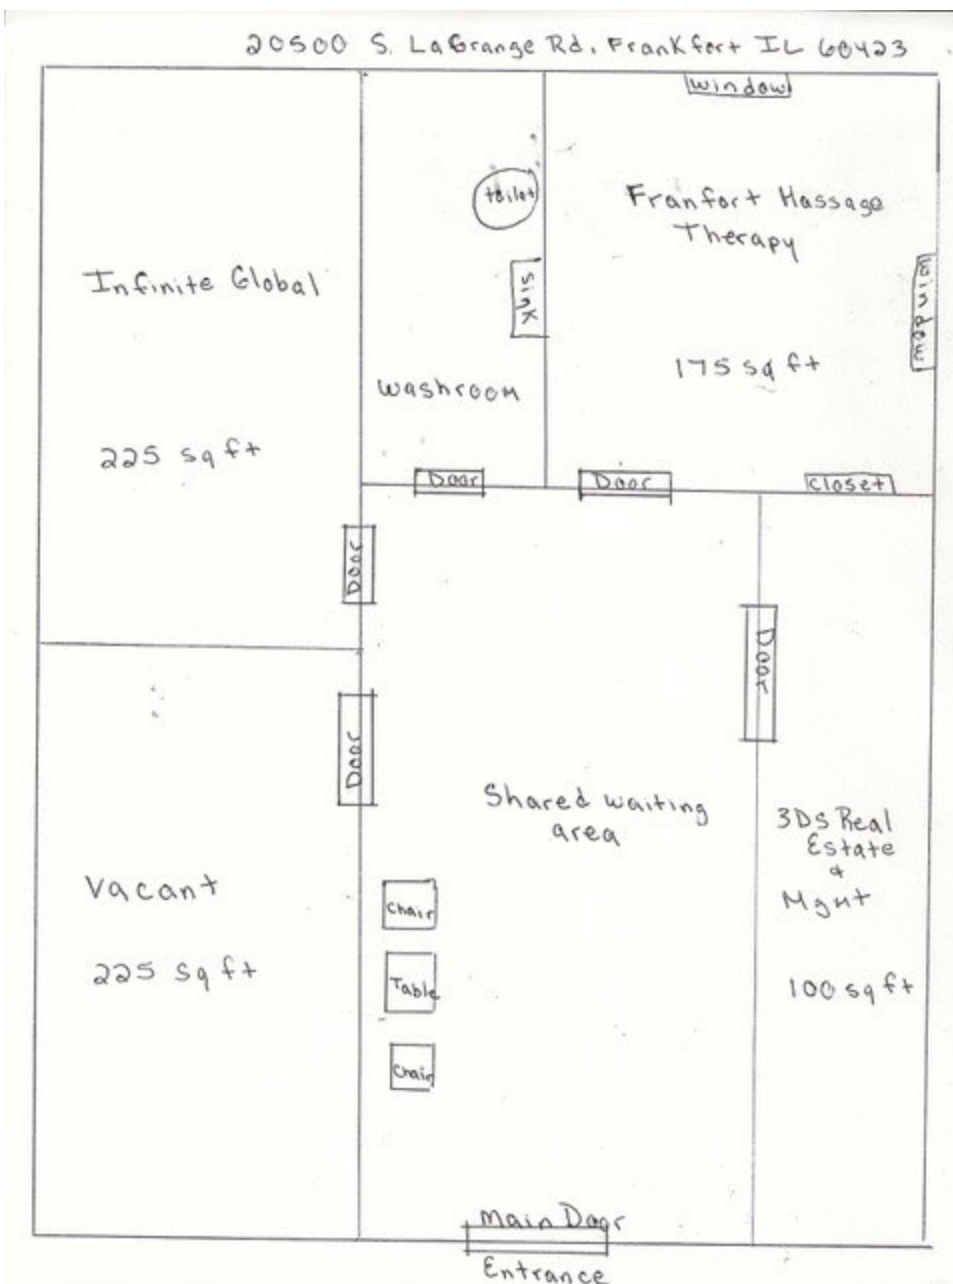 20500 S. LaGrange Rd, Frankfort IL 60423
window
toilet
Franfort Massage
Therapy
Infinite Global
sink
window
175 sq ft
washroom
225 sq ft
Door
Door
closet
Door
Door
Door
Shared waiting
area
3DS Real
Estate
&
Mgmt
Vacant
Chair
225 sq ft
Table
100 sq ft
Chair
Main Door
Entrance